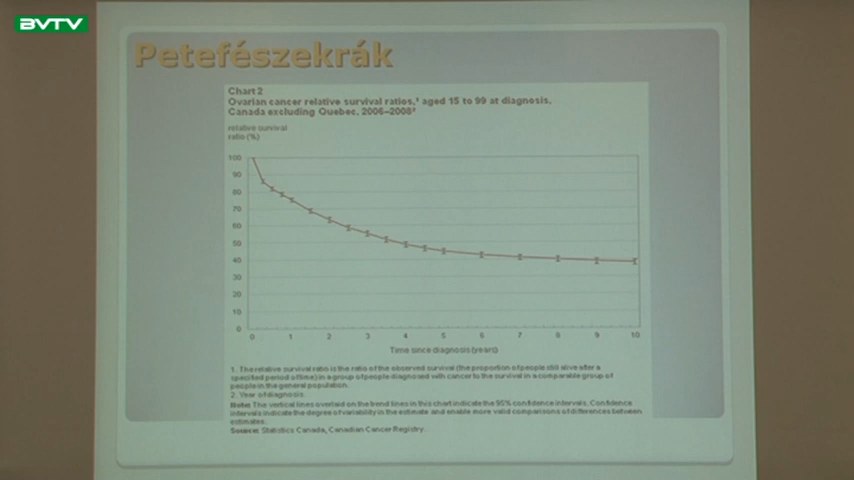 BVTV
Petefészekrák
Chart 2
Ovarian cancer relative survival ratios,¹ aged 15 to 99 at diagnosis,
Canada excluding Quebec, 2006–2008²
relative survival
ratio (%)
100
90
80
70
60
50
40
30
20
10
0
0 1 2 3 4 5 6 7 8 9 10
Time since diagnosis (years)
1. The relative survival ratio is the ratio of the observed survival (the proportion of people still alive after a
specified period of time) in a group of people diagnosed with cancer to the survival in a comparable group of
people in the general population.
2. Year of diagnosis.
Note: The vertical lines overlaid on the trend lines in this chart indicate the 95% confidence intervals. Confidence
intervals indicate the degree of variability in the estimate and enable more valid comparisons of differences between
estimates.
Source: Statistics Canada, Canadian Cancer Registry.